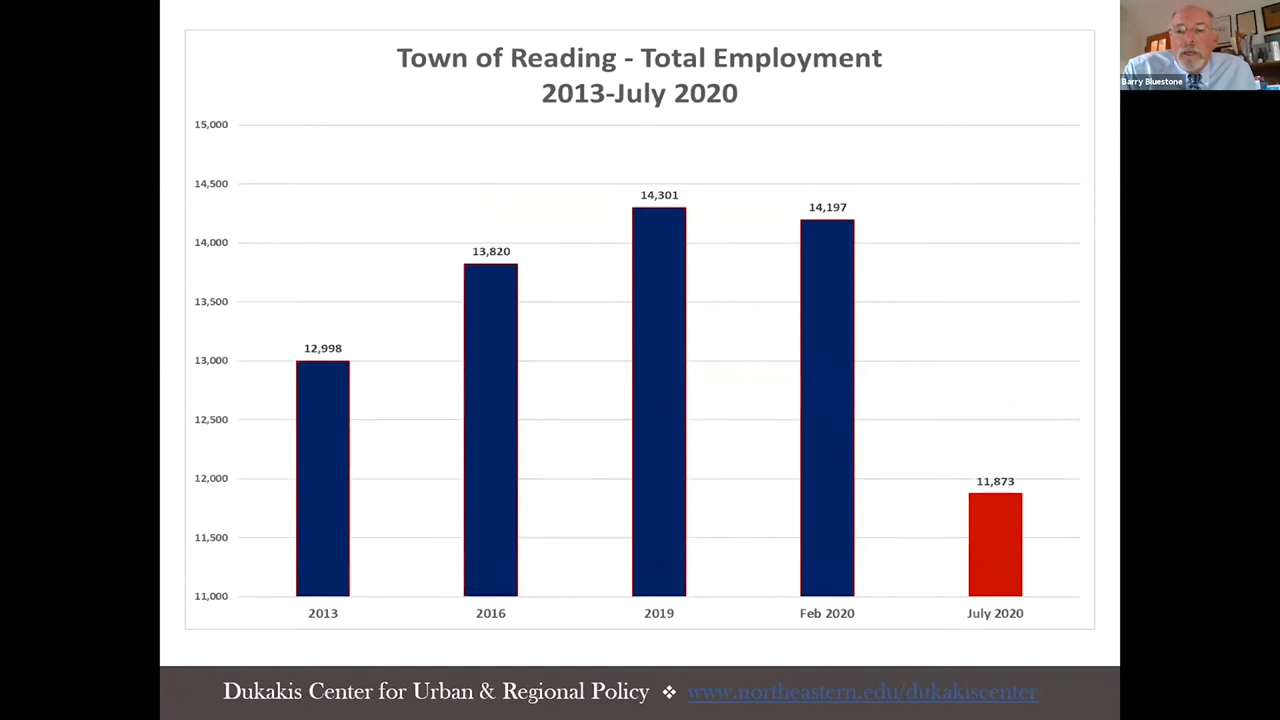 Town of Reading - Total Employment
2013-July 2020
15,000
14,500
14,000
13,500
13,000
12,500
12,000
11,500
11,000
12,998
13,820
14,301
14,197
11,873
2013
2016
2019
Feb 2020
July 2020
Dukakis Center for Urban & Regional Policy ❖ www.northeastern.edu/dukakiscenter
Barry Bluestone